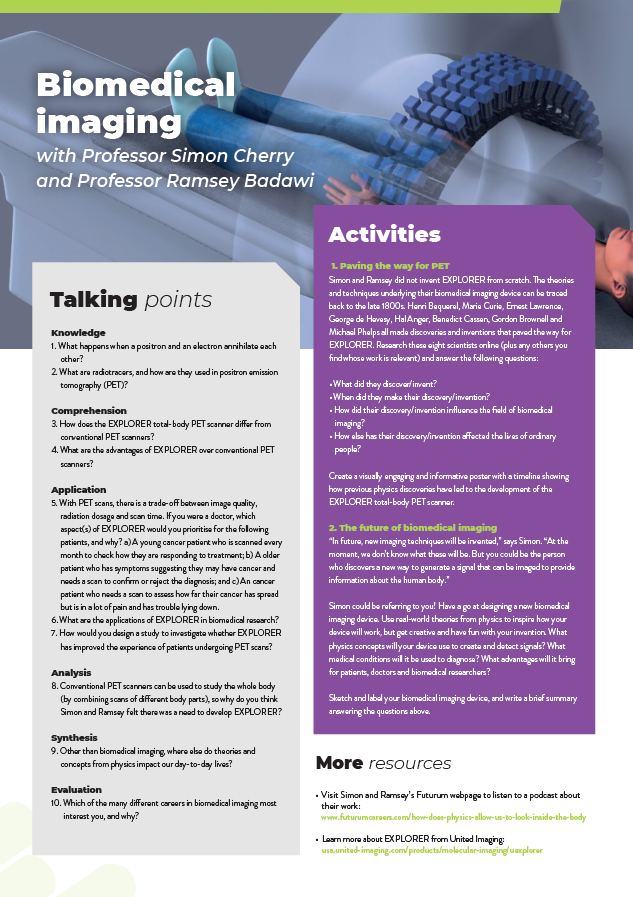 Biomedical
imaging
with Professor Simon Cherry
and Professor Ramsey Badawi
Talking points
Knowledge
1. What happens when a positron and an electron annihilate each
other?
2. What are radiotracers, and how are they used in positron emission
tomography (PET)?
Comprehension
3. How does the EXPLORER total-body PET scanner differ from
conventional PET scanners?
4. What are the advantages of EXPLORER over conventional PET
scanners?
Application
5. With PET scans, there is a trade-off between image quality,
radiation dosage and scan time. If you were a doctor, which
aspect(s) of EXPLORER would you prioritise for the following
patients, and why? a) A young cancer patient who is scanned every
month to check how they are responding to treatment; b) A older
patient who has symptoms suggesting they may have cancer and
needs a scan to confirm or reject the diagnosis; and c) An cancer
patient who needs a scan to assess how far their cancer has spread
but is in a lot of pain and has trouble lying down.
6. What are the applications of EXPLORER in biomedical research?
7. How would you design a study to investigate whether EXPLORER
has improved the experience of patients undergoing PET scans?
Analysis
8. Conventional PET scanners can be used to study the whole body
(by combining scans of different body parts), so why do you think
Simon and Ramsey felt there was a need to develop EXPLORER?
Synthesis
9. Other than biomedical imaging, where else do theories and
concepts from physics impact our day-to-day lives?
Evaluation
10. Which of the many different careers in biomedical imaging most
interest you, and why?
Activities
1. Paving the way for PET
Simon and Ramsey did not invent EXPLORER from scratch. The theories
and techniques underlying their biomedical imaging device can be traced
back to the late 1800s. Henri Bequerel, Marie Curie, Ernest Lawrence,
George de Hevesy, Hal Anger, Benedict Cassen, Gordon Brownell and
Michael Phelps all made discoveries and inventions that paved the way for
EXPLORER. Research these eight scientists online (plus any others you
find whose work is relevant) and answer the following questions:
• What did they discover/invent?
• When did they make their discovery/invention?
• How did their discovery/invention influence the field of biomedical
imaging?
• How else has their discovery/invention affected the lives of ordinary
people?
Create a visually engaging and informative poster with a timeline showing
how previous physics discoveries have led to the development of the
EXPLORER total-body PET scanner.
2. The future of biomedical imaging
“In future, new imaging techniques will be invented,” says Simon. “At the
moment, we don’t know what these will be. But you could be the person
who discovers a new way to generate a signal that can be imaged to provide
information about the human body.”
Simon could be referring to you! Have a go at designing a new biomedical
imaging device. Use real-world theories from physics to inspire how your
device will work, but get creative and have fun with your invention. What
physics concepts will your device use to create and detect signals? What
medical conditions will it be used to diagnose? What advantages will it bring
for patients, doctors and biomedical researchers?
Sketch and label your biomedical imaging device, and write a brief summary
answering the questions above.
More resources
• Visit Simon and Ramsey’s Futurum webpage to listen to a podcast about
their work:
www.futurumcareers.com/how-does-physics-allow-us-to-look-inside-the-body
• Learn more about EXPLORER from United Imaging:
usa.united-imaging.com/products/molecular-imaging/uexplorer